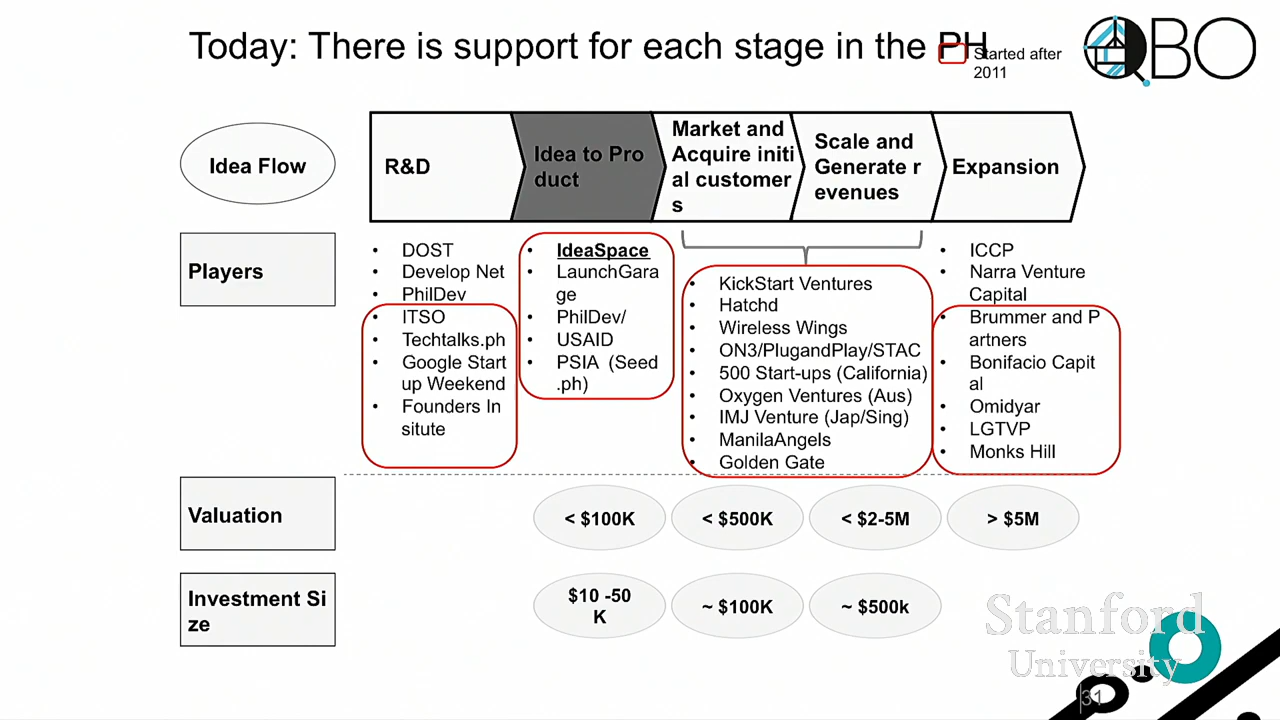 Today: There is support for each stage in the PH
Started after
2011
QBO
Idea Flow
R&D
Idea to Pro
duct
Market and
Acquire initi
al customer
s
Scale and
Generate r
evenues
Expansion
Players
• DOST
• Develop Net
• PhilDev
• ITSO
• Techtalks.ph
• Google Start
up Weekend
• Founders In
situte
• IdeaSpace
• LaunchGara
ge
• PhilDev/
• USAID
• PSIA (Seed
.ph)
• KickStart Ventures
• Hatchd
• Wireless Wings
• ON3/PlugandPlay/STAC
• 500 Start-ups (California)
• Oxygen Ventures (Aus)
• IMJ Venture (Jap/Sing)
• ManilaAngels
• Golden Gate
• ICCP
• Narra Venture
Capital
• Brummer and P
artners
• Bonifacio Capit
al
• Omidyar
• LGTVP
• Monks Hill
Valuation
< $100K
< $500K
< $2-5M
> $5M
Investment Si
ze
$10 -50
K
~ $100K
~ $500k
Stanford
University
31